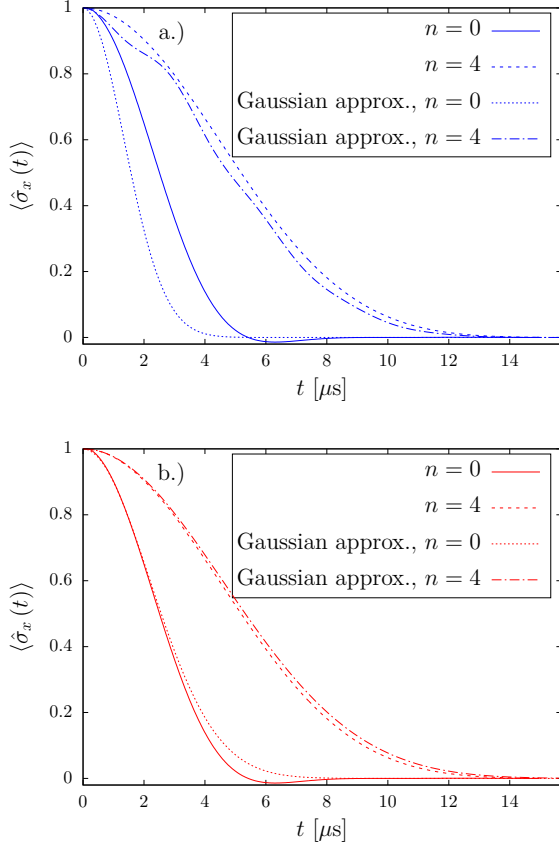 a.)
n = 0
n = 4
Gaussian approx., n = 0
Gaussian approx., n = 4
1
0.8
0.6
0.4
0.2
0
⟨σ̂ₓ (t)⟩
0 2 4 6 8 10 12 14
t [μs]
b.)
n = 0
n = 4
Gaussian approx., n = 0
Gaussian approx., n = 4
1
0.8
0.6
0.4
0.2
0
⟨σ̂ₓ (t)⟩
0 2 4 6 8 10 12 14
t [μs]